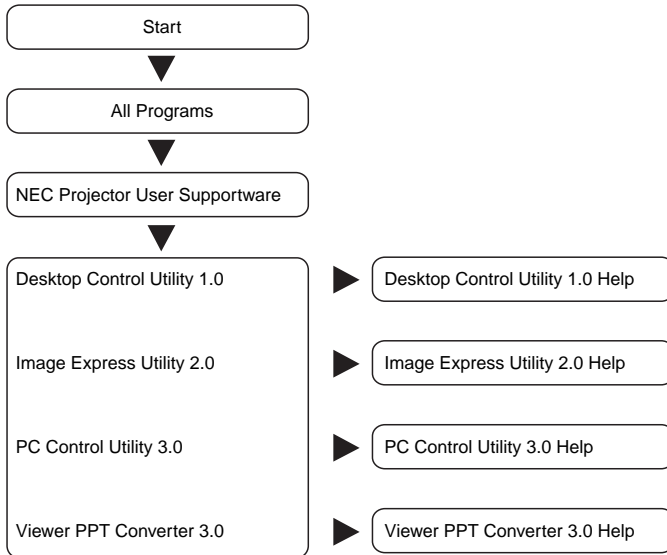 Start
All Programs
NEC Projector User Supportware
Desktop Control Utility 1.0
Desktop Control Utility 1.0 Help
Image Express Utility 2.0
Image Express Utility 2.0 Help
PC Control Utility 3.0
PC Control Utility 3.0 Help
Viewer PPT Converter 3.0
Viewer PPT Converter 3.0 Help